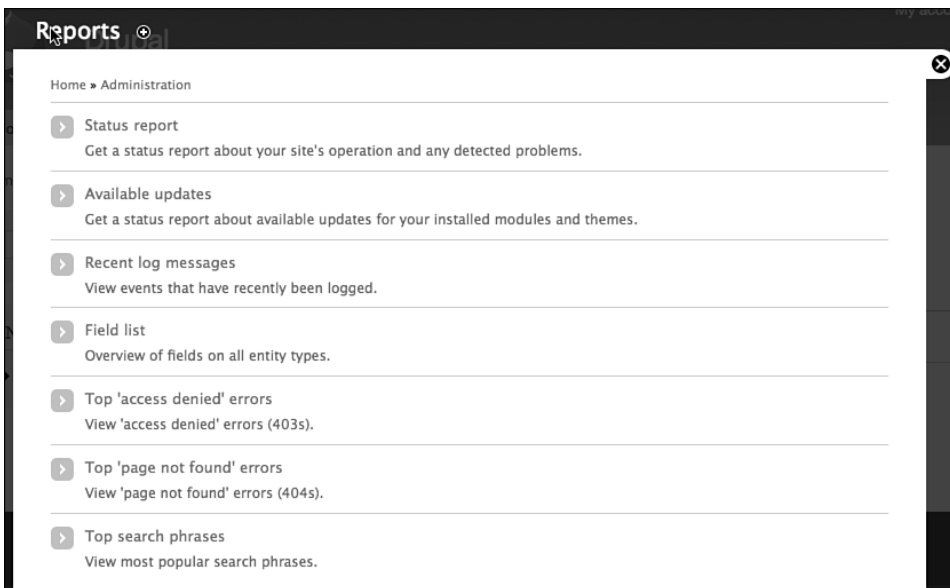 My accou
Reports
Drupal
Home » Administration
Status report
Get a status report about your site's operation and any detected problems.
Available updates
Get a status report about available updates for your installed modules and themes.
Recent log messages
View events that have recently been logged.
Field list
Overview of fields on all entity types.
Top 'access denied' errors
View 'access denied' errors (403s).
Top 'page not found' errors
View 'page not found' errors (404s).
Top search phrases
View most popular search phrases.